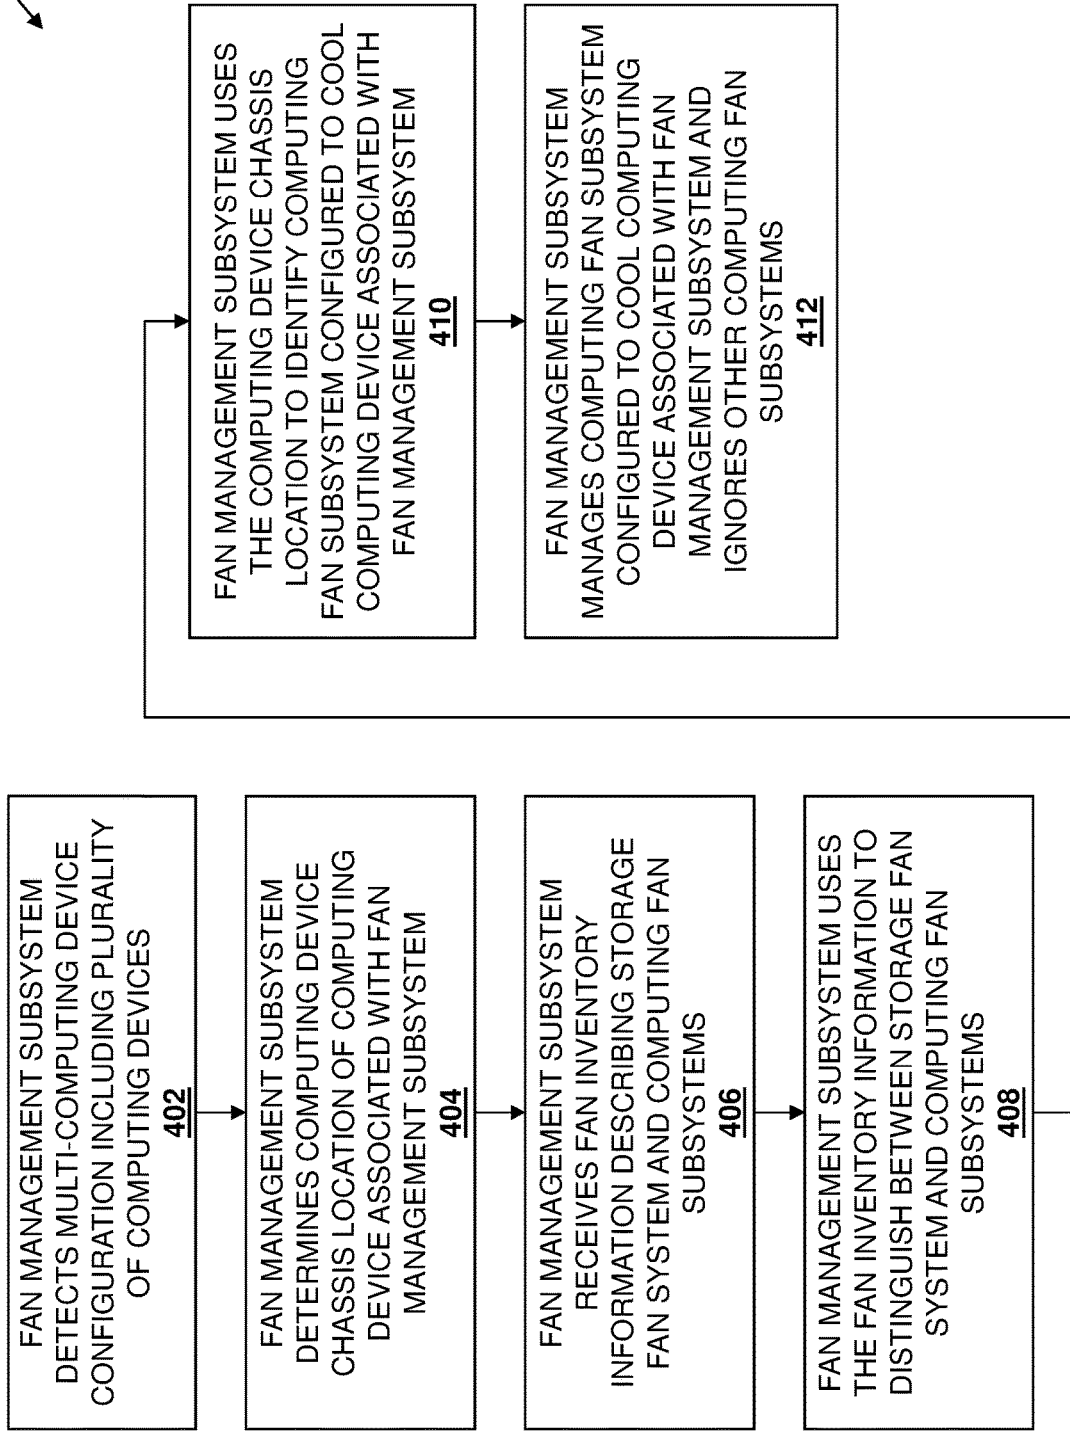 FAN MANAGEMENT SUBSYSTEM
DETECTS MULTI-COMPUTING DEVICE
CONFIGURATION INCLUDING PLURALITY
OF COMPUTING DEVICES
402
FAN MANAGEMENT SUBSYSTEM
DETERMINES COMPUTING DEVICE
CHASSIS LOCATION OF COMPUTING
DEVICE ASSOCIATED WITH FAN
MANAGEMENT SUBSYSTEM
404
FAN MANAGEMENT SUBSYSTEM
RECEIVES FAN INVENTORY
INFORMATION DESCRIBING STORAGE
FAN SYSTEM AND COMPUTING FAN
SUBSYSTEMS
406
FAN MANAGEMENT SUBSYSTEM USES
THE FAN INVENTORY INFORMATION TO
DISTINGUISH BETWEEN STORAGE FAN
SYSTEM AND COMPUTING FAN
SUBSYSTEMS
408
FAN MANAGEMENT SUBSYSTEM USES
THE COMPUTING DEVICE CHASSIS
LOCATION TO IDENTIFY COMPUTING
FAN SUBSYSTEM CONFIGURED TO COOL
COMPUTING DEVICE ASSOCIATED WITH
FAN MANAGEMENT SUBSYSTEM
410
FAN MANAGEMENT SUBSYSTEM
MANAGES COMPUTING FAN SUBSYSTEM
CONFIGURED TO COOL COMPUTING
DEVICE ASSOCIATED WITH FAN
MANAGEMENT SUBSYSTEM AND
IGNORES OTHER COMPUTING FAN
SUBSYSTEMS
412